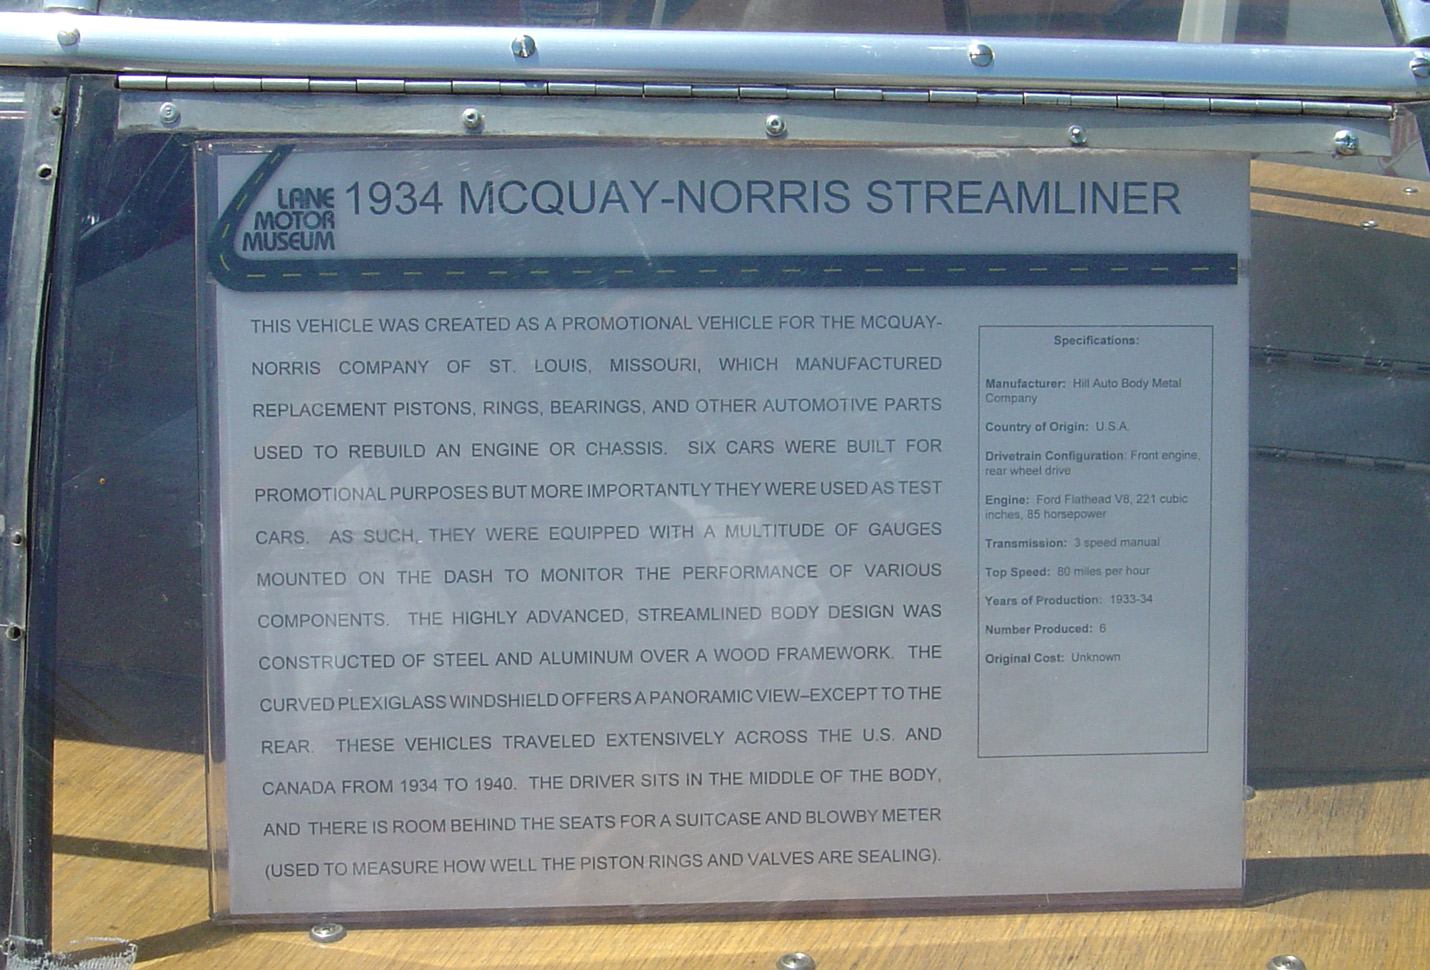 LANE
MOTOR
MUSEUM
1934 MCQUAY-NORRIS STREAMLINER
THIS VEHICLE WAS CREATED AS A PROMOTIONAL VEHICLE FOR THE MCQUAY-
NORRIS COMPANY OF ST. LOUIS, MISSOURI, WHICH MANUFACTURED
REPLACEMENT PISTONS, RINGS, BEARINGS, AND OTHER AUTOMOTIVE PARTS
USED TO REBUILD AN ENGINE OR CHASSIS. SIX CARS WERE BUILT FOR
PROMOTIONAL PURPOSES BUT MORE IMPORTANTLY THEY WERE USED AS TEST
CARS. AS SUCH, THEY WERE EQUIPPED WITH A MULTITUDE OF GAUGES
MOUNTED ON THE DASH TO MONITOR THE PERFORMANCE OF VARIOUS
COMPONENTS. THE HIGHLY ADVANCED, STREAMLINED BODY DESIGN WAS
CONSTRUCTED OF STEEL AND ALUMINUM OVER A WOOD FRAMEWORK. THE
CURVED PLEXIGLASS WINDSHIELD OFFERS A PANORAMIC VIEW–EXCEPT TO THE
REAR. THESE VEHICLES TRAVELED EXTENSIVELY ACROSS THE U.S. AND
CANADA FROM 1934 TO 1940. THE DRIVER SITS IN THE MIDDLE OF THE BODY,
AND THERE IS ROOM BEHIND THE SEATS FOR A SUITCASE AND BLOWBY METER
(USED TO MEASURE HOW WELL THE PISTON RINGS AND VALVES ARE SEALING).
Specifications:
Manufacturer: Hill Auto Body Metal
Company
Country of Origin: U.S.A.
Drivetrain Configuration: Front engine,
rear wheel drive
Engine: Ford Flathead V8, 221 cubic
inches, 85 horsepower
Transmission: 3 speed manual
Top Speed: 80 miles per hour
Years of Production: 1933-34
Number Produced: 6
Original Cost: Unknown